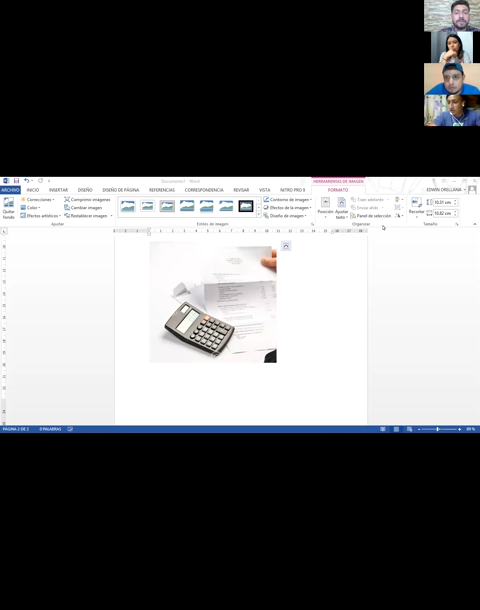 Documento1 - Word
HERRAMIENTAS DE IMAGEN
ARCHIVO INICIO INSERTAR DISEÑO DISEÑO DE PÁGINA REFERENCIAS CORRESPONDENCIA REVISAR VISTA NITRO PRO 9 FORMATO EDWIN ORELLANA
Quitar fondo
Correcciones
Color
Efectos artísticos
Comprimir imágenes
Cambiar imagen
Restablecer imagen
Ajustar
Estilos de imagen
Contorno de imagen
Efectos de la imagen
Diseño de imagen
Posición
Ajustar texto
Traer adelante
Enviar atrás
Panel de selección
Organizar
Recortar
10,31 cm
10,82 cm
Tamaño
PÁGINA 2 DE 2 0 PALABRAS
89 %